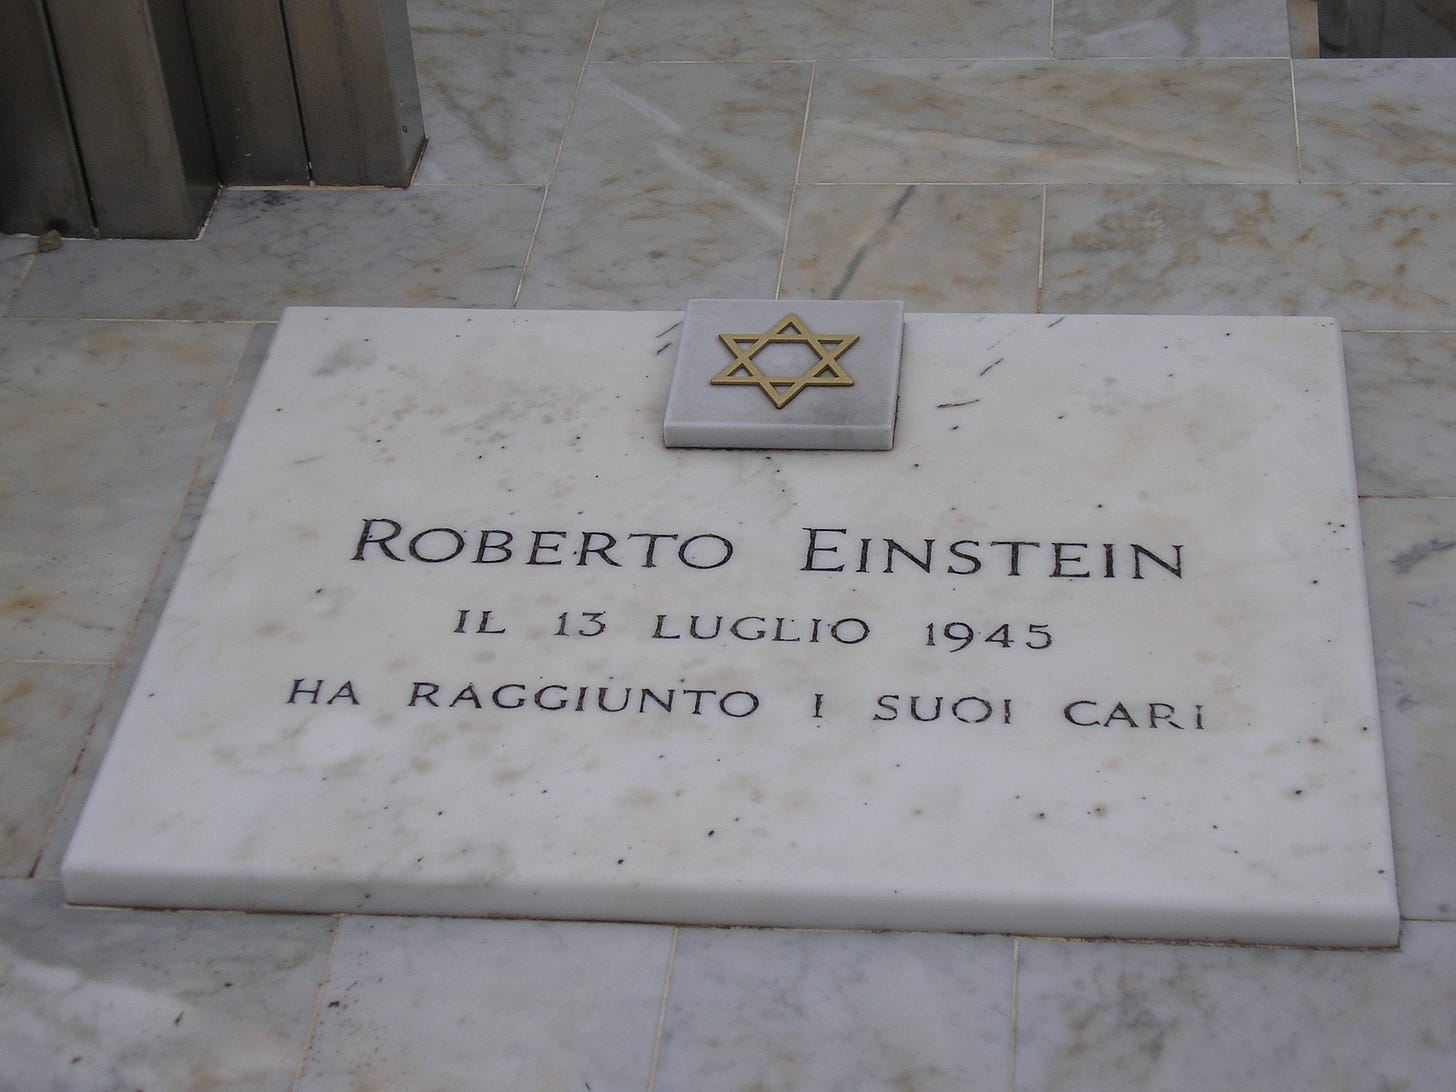 ROBERTO EINSTEIN
IL 13 LUGLIO 1945
HA RAGGIUNTO I SUOI CARI